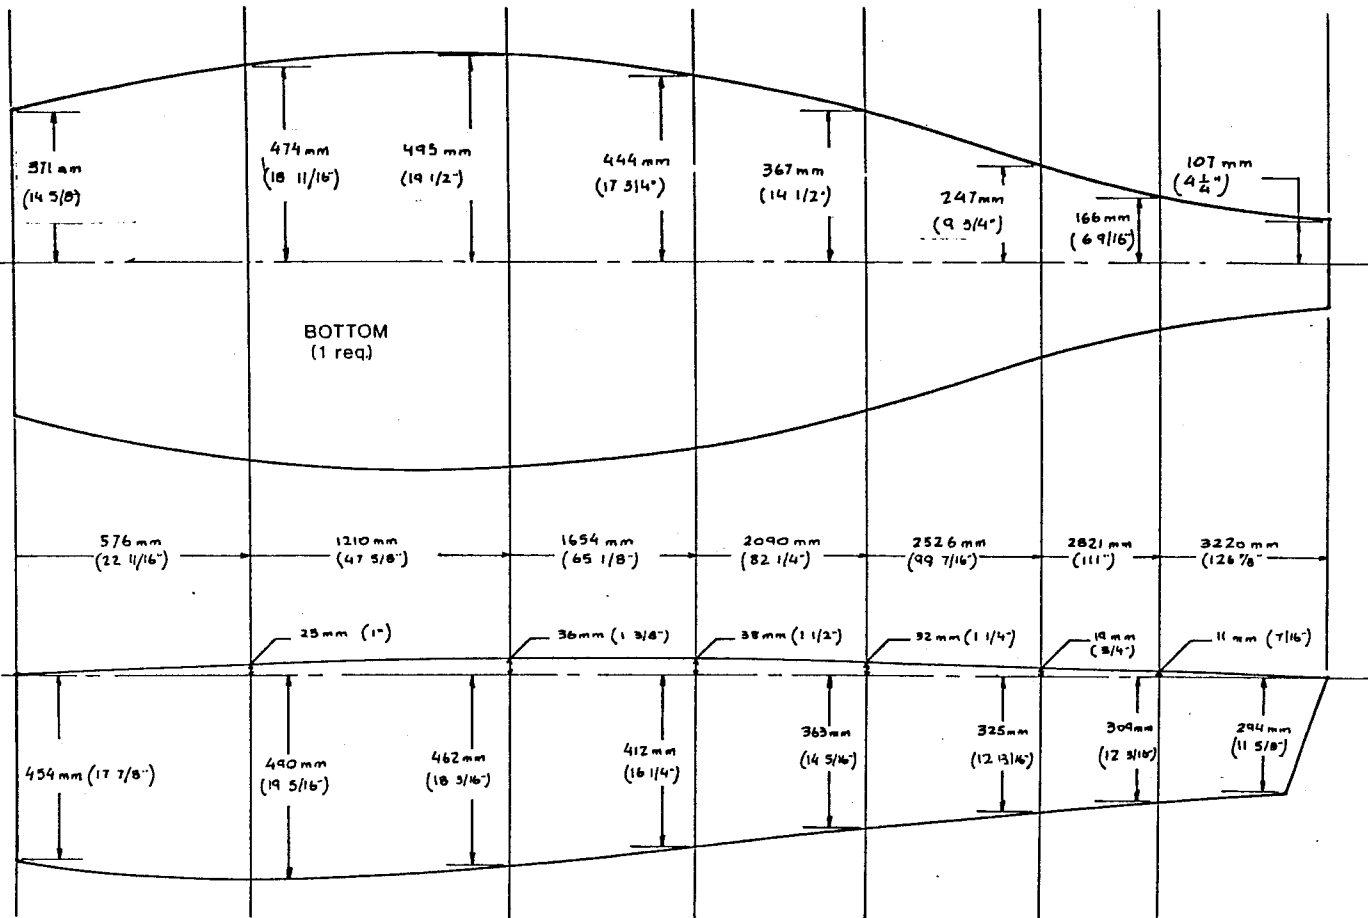 371 mm
(14 5/8)
474 mm
(18 11/16")
495 mm
(19 1/2")
444 mm
(17 3/4")
367 mm
(14 1/2")
247 mm
(9 3/4")
166 mm
(6 9/16")
107 mm
(4 1/4")
BOTTOM
(1 req.)
576 mm
(22 11/16")
1210 mm
(47 5/8")
1654 mm
(65 1/8")
2090 mm
(82 1/4")
2526 mm
(99 7/16")
2821 mm
(111")
3220 mm
(126 7/8"
25 mm (1")
36 mm (1 3/8")
38 mm (1 1/2")
32 mm (1 1/4")
19 mm
(3/4")
11 mm (7/16")
454 mm (17 7/8")
490 mm
(19 5/16"
462 mm
(18 3/16")
412 mm
(16 1/4")
363 mm
(14 5/16")
325 mm
(12 13/16")
309 mm
(12 3/16")
294 mm
(11 5/8")